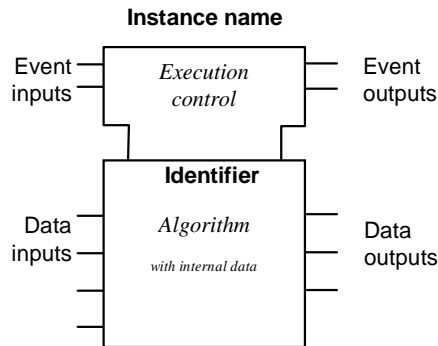 Instance name
Event
inputs
Execution
control
Event
outputs
Identifier
Data
inputs
Algorithm
with internal data
Data
outputs